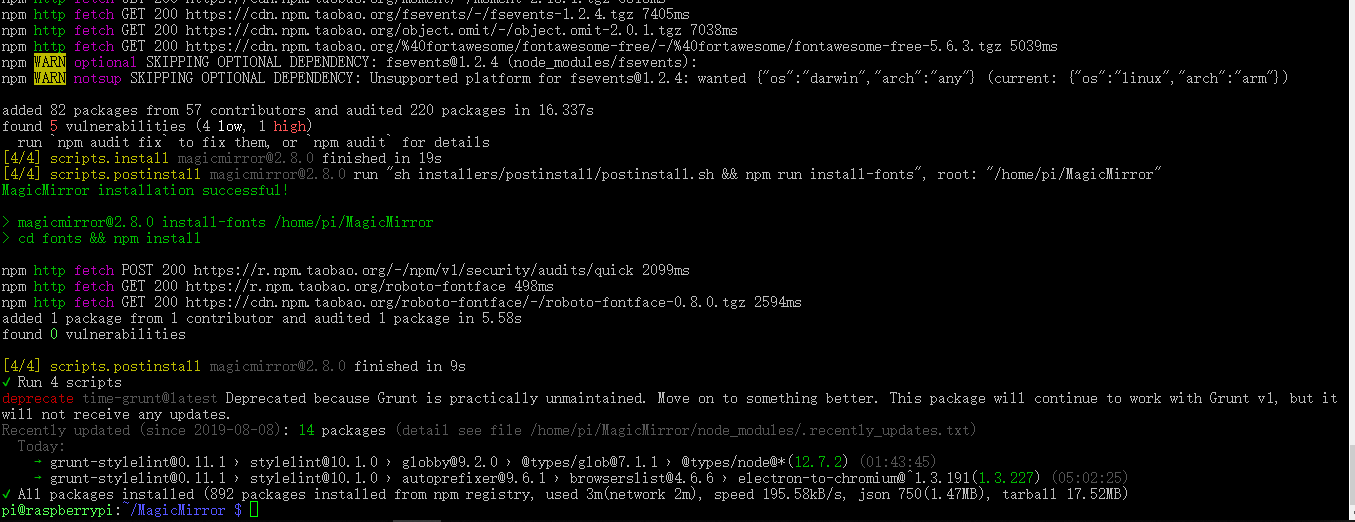 npm http fetch GET 200 https://cdn.npm.taobao.org/fsevents/-/fsevents-1.2.4.tgz 7405ms
npm http fetch GET 200 https://cdn.npm.taobao.org/object.omit/-/object.omit-2.0.1.tgz 7038ms
npm http fetch GET 200 https://cdn.npm.taobao.org/%40fortawesome/fontawesome-free/-/%40fortawesome/fontawesome-free-5.6.3.tgz 5039ms
npm WARN optional SKIPPING OPTIONAL DEPENDENCY: fsevents@1.2.4 (node_modules/fsevents):
npm WARN notsup SKIPPING OPTIONAL DEPENDENCY: Unsupported platform for fsevents@1.2.4: wanted {"os":"darwin","arch":"any"} (current: {"os":"linux","arch":"arm"})
added 82 packages from 57 contributors and audited 220 packages in 16.337s
found 5 vulnerabilities (4 low, 1 high)
run `npm audit fix` to fix them, or `npm audit` for details
[4/4] scripts.install magicmirror@2.8.0 finished in 19s
[4/4] scripts.postinstall magicmirror@2.8.0 run "sh installers/postinstall/postinstall.sh && npm run install-fonts", root: "/home/pi/MagicMirror"
MagicMirror installation successful!
> magicmirror@2.8.0 install-fonts /home/pi/MagicMirror
> cd fonts && npm install
npm http fetch POST 200 https://r.npm.taobao.org/-/npm/v1/security/audits/quick 2099ms
npm http fetch GET 200 https://r.npm.taobao.org/roboto-fontface 498ms
npm http fetch GET 200 https://cdn.npm.taobao.org/roboto-fontface/-/roboto-fontface-0.8.0.tgz 2594ms
added 1 package from 1 contributor and audited 1 package in 5.58s
found 0 vulnerabilities
[4/4] scripts.postinstall magicmirror@2.8.0 finished in 9s
✓ Run 4 scripts
deprecate time-grunt@latest Deprecated because Grunt is practically unmaintained. Move on to something better. This package will continue to work with Grunt v1, but it
will not receive any updates.
Recently updated (since 2019-08-08): 14 packages (detail see file /home/pi/MagicMirror/node_modules/.recently_updates.txt)
Today:
→ grunt-stylelint@0.11.1 › stylelint@10.1.0 › globby@9.2.0 › @types/glob@7.1.1 › @types/node@*(12.7.2) (01:43:45)
→ grunt-stylelint@0.11.1 › stylelint@10.1.0 › autoprefixer@9.6.1 › browserslist@4.6.6 › electron-to-chromium@^1.3.191(1.3.227) (05:02:25)
✓ All packages installed (892 packages installed from npm registry, used 3m(network 2m), speed 195.58kB/s, json 750(1.47MB), tarball 17.52MB)
pi@raspberrypi:~/MagicMirror $